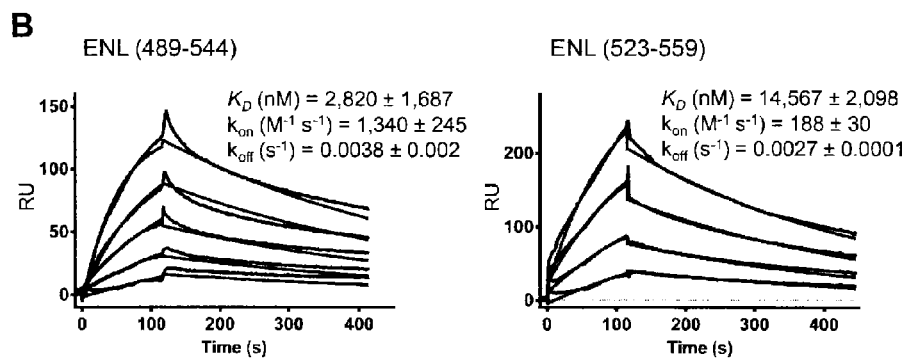 B
ENL (489-544)
K_D (nM) = 2,820 ± 1,687
k_on (M⁻¹ s⁻¹) = 1,340 ± 245
k_off (s⁻¹) = 0.0038 ± 0.002
150
100
50
0
RU
0 100 200 300 400
Time (s)
ENL (523-559)
K_D (nM) = 14,567 ± 2,098
k_on (M⁻¹ s⁻¹) = 188 ± 30
k_off (s⁻¹) = 0.0027 ± 0.0001
200
100
0
RU
0 100 200 300 400
Time (s)